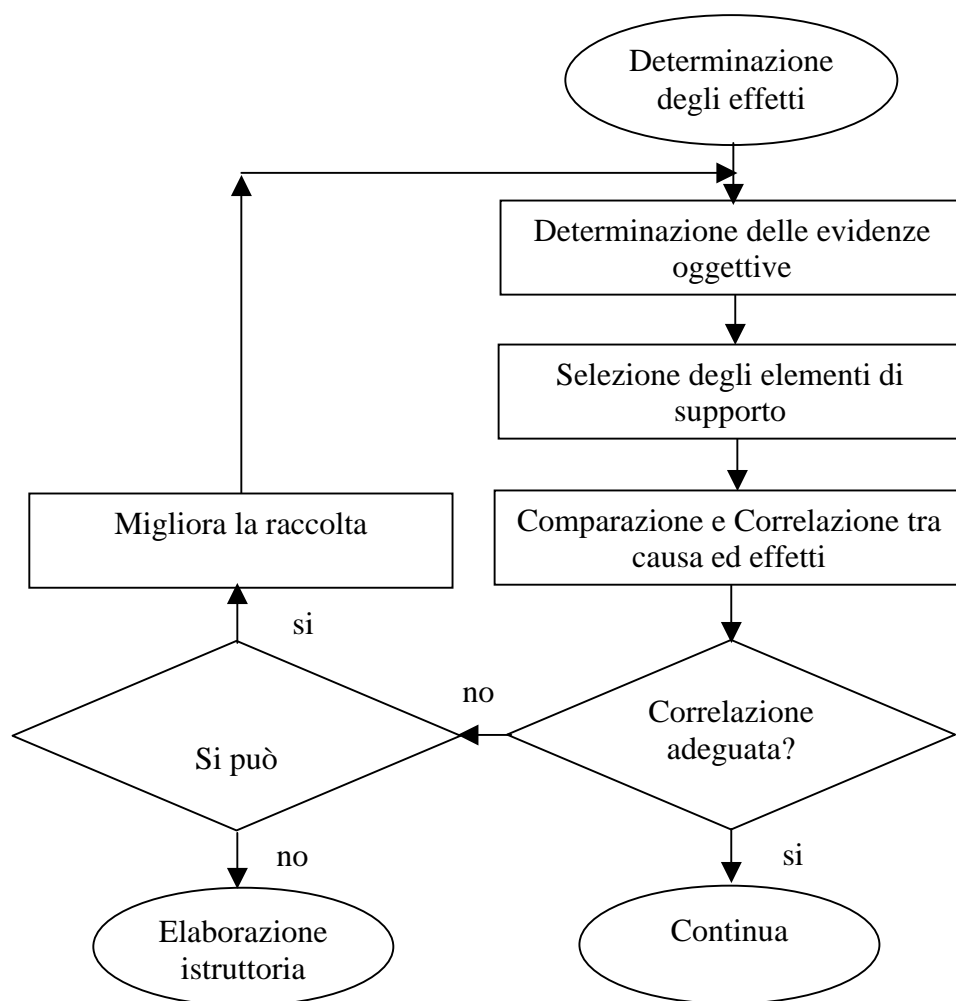 Determinazione
degli effetti
Determinazione delle evidenze
oggettive
Selezione degli elementi di
supporto
Migliora la raccolta
Comparazione e Correlazione tra
causa ed effetti
si
no
Correlazione
adeguata?
Si può
no
si
Elaborazione
istruttoria
Continua